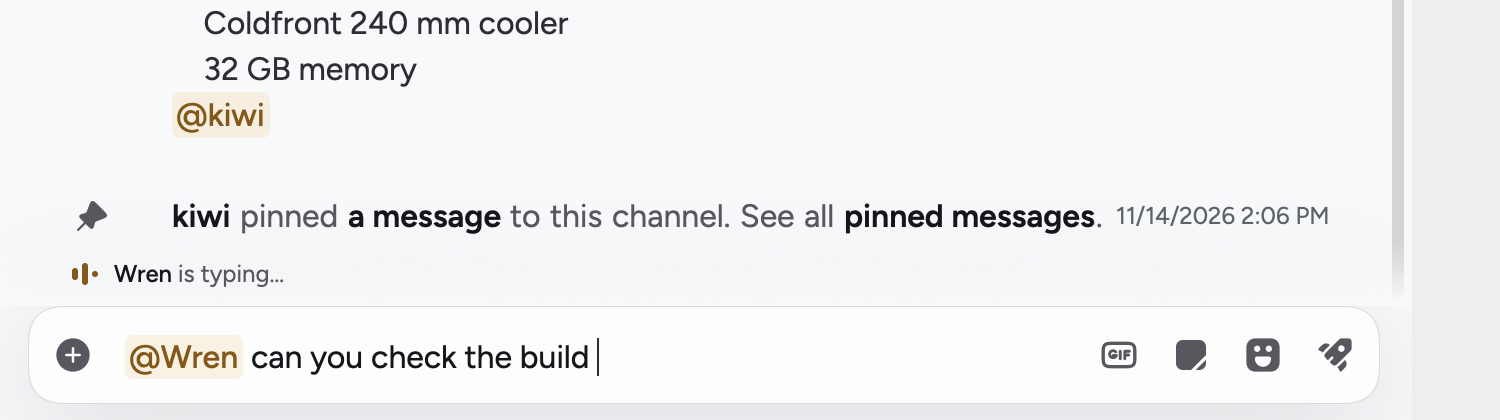 Coldfront 240 mm cooler
32 GB memory
@kiwi
kiwi pinned a message to this channel. See all pinned messages. 11/14/2026 2:06 PM
Wren is typing...
@Wren can you check the build
GIF